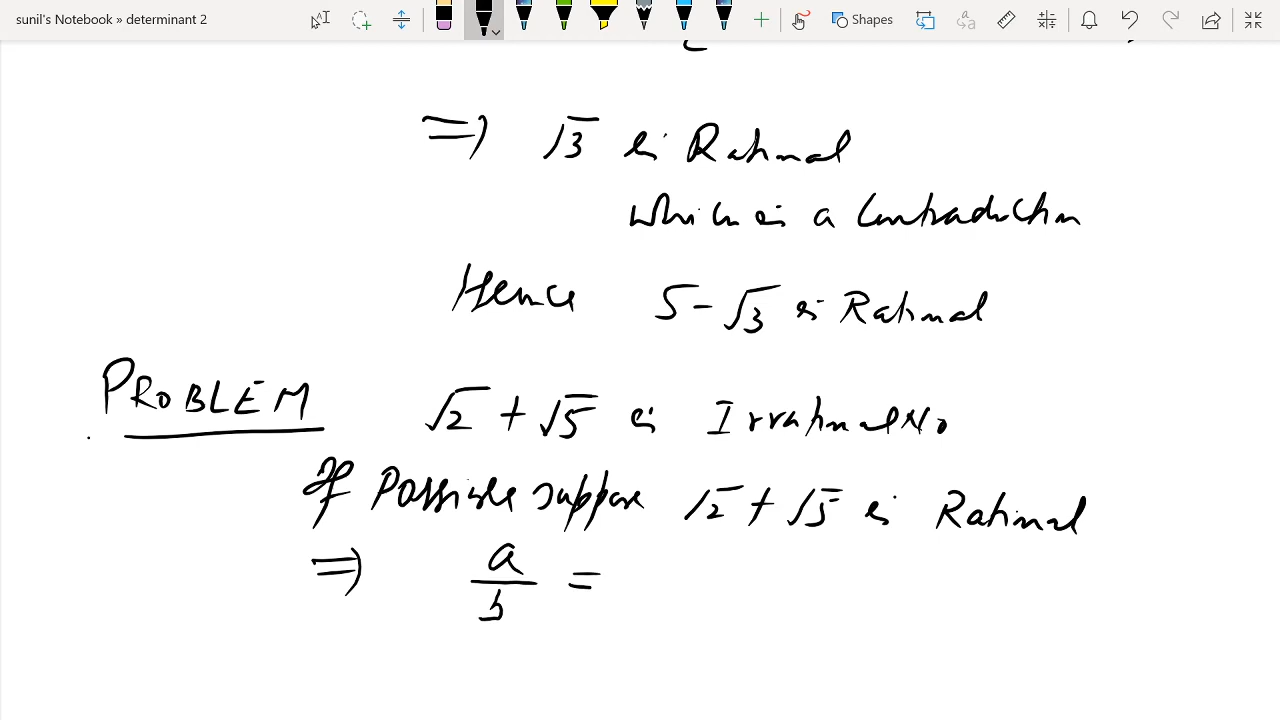 sunil's Notebook » determinant 2
Shapes
⇒ √3 is Rational
which is a Contradiction
Hence 5 - √3 is Rational
PROBLEM √2 + √5 is Irrational No
If Possible suppose √2 + √5 is Rational
⇒ a/b =